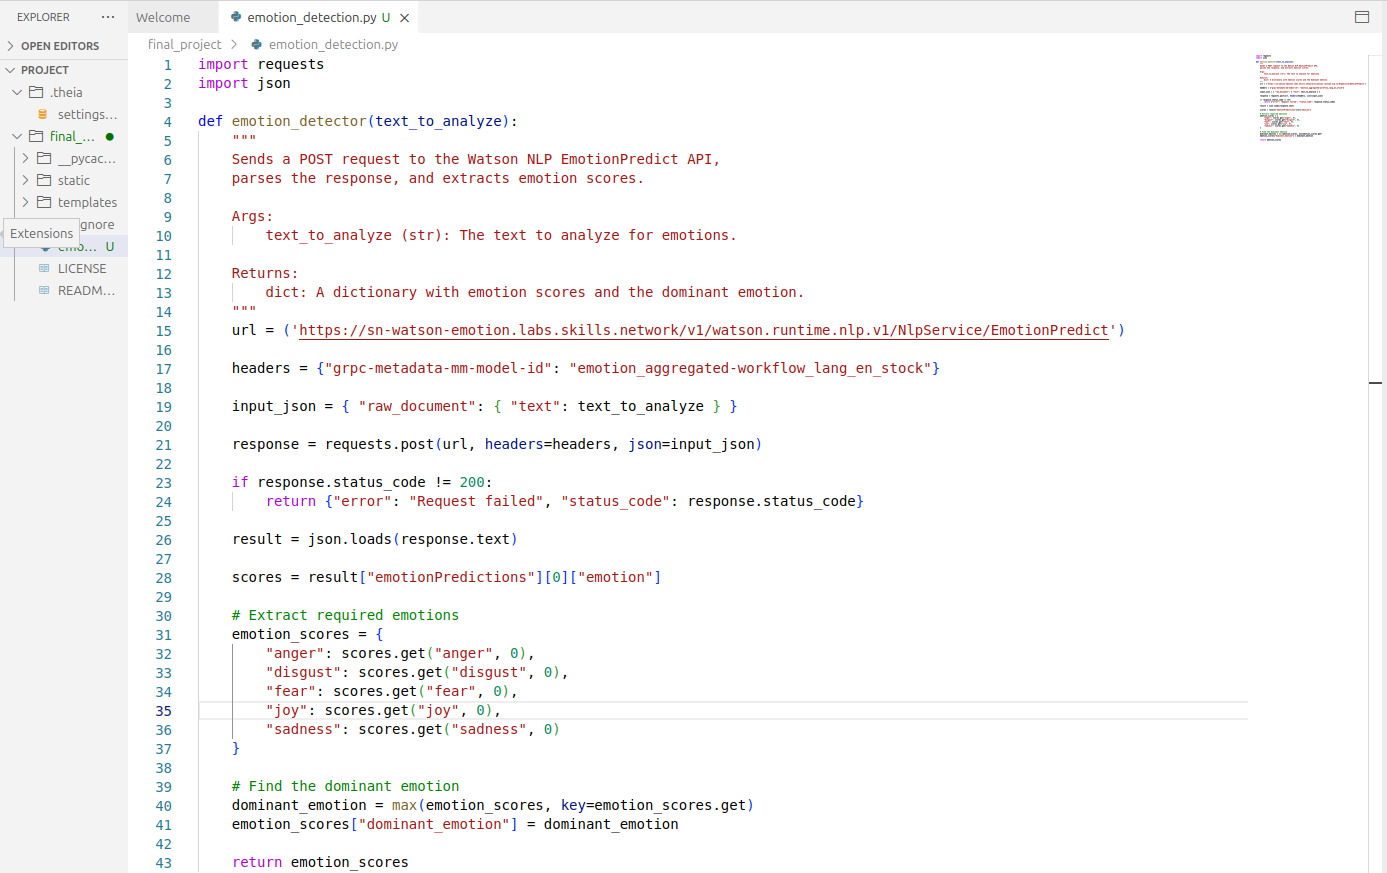 EXPLORER ...
OPEN EDITORS
PROJECT
.theia
settings...
final_...
__pycac...
static
templates
gnore
Extensions
emo... U
LICENSE
READM...
Welcome
emotion_detection.py U
final_project > emotion_detection.py
1 import requests
2 import json
3
4 def emotion_detector(text_to_analyze):
5 """
6 Sends a POST request to the Watson NLP EmotionPredict API,
7 parses the response, and extracts emotion scores.
8
9 Args:
10 text_to_analyze (str): The text to analyze for emotions.
11
12 Returns:
13 dict: A dictionary with emotion scores and the dominant emotion.
14 """
15 url = ('https://sn-watson-emotion.labs.skills.network/v1/watson.runtime.nlp.v1/NlpService/EmotionPredict')
16
17 headers = {"grpc-metadata-mm-model-id": "emotion_aggregated-workflow_lang_en_stock"}
18
19 input_json = { "raw_document": { "text": text_to_analyze } }
20
21 response = requests.post(url, headers=headers, json=input_json)
22
23 if response.status_code != 200:
24 return {"error": "Request failed", "status_code": response.status_code}
25
26 result = json.loads(response.text)
27
28 scores = result["emotionPredictions"][0]["emotion"]
29
30 # Extract required emotions
31 emotion_scores = {
32 "anger": scores.get("anger", 0),
33 "disgust": scores.get("disgust", 0),
34 "fear": scores.get("fear", 0),
35 "joy": scores.get("joy", 0),
36 "sadness": scores.get("sadness", 0)
37 }
38
39 # Find the dominant emotion
40 dominant_emotion = max(emotion_scores, key=emotion_scores.get)
41 emotion_scores["dominant_emotion"] = dominant_emotion
42
43 return emotion_scores